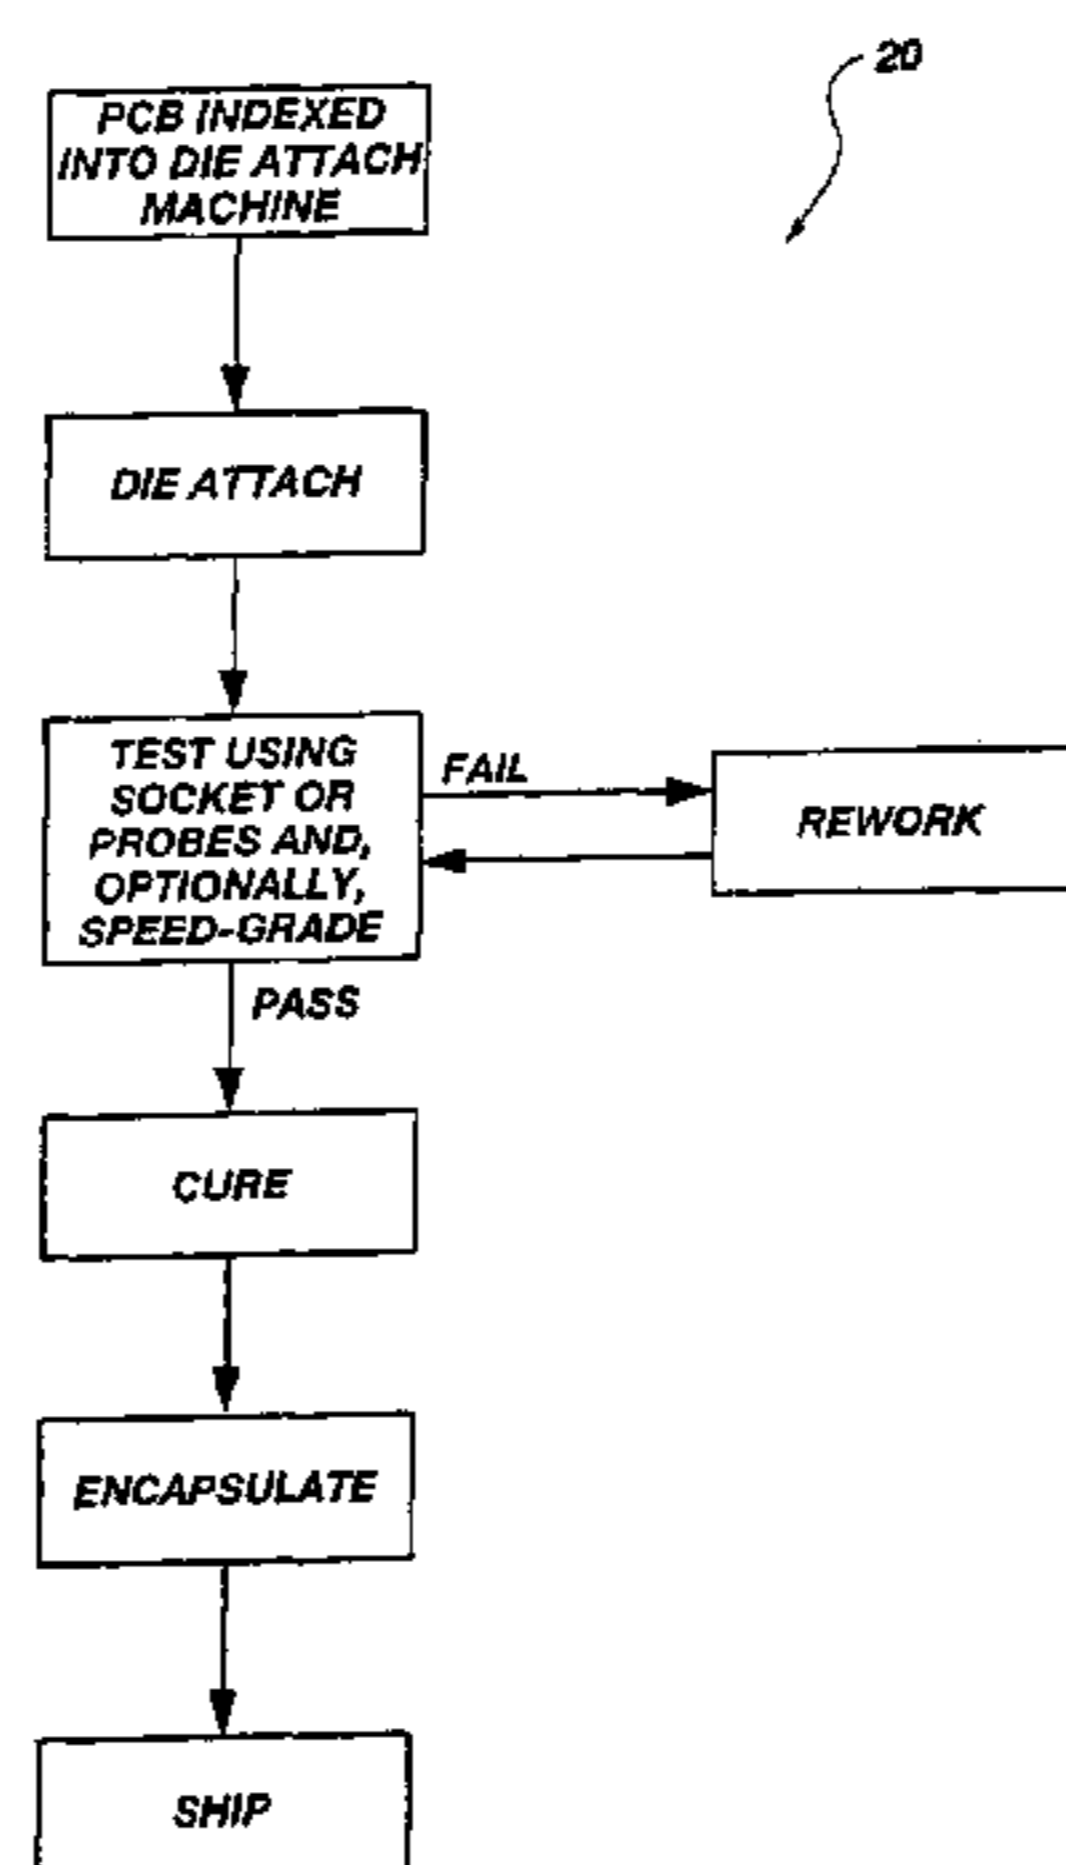 20
PCB INDEXED
INTO DIE ATTACH
MACHINE
DIE ATTACH
TEST USING
SOCKET OR
PROBES AND,
OPTIONALLY,
SPEED-GRADE
FAIL
REWORK
PASS
CURE
ENCAPSULATE
SHIP